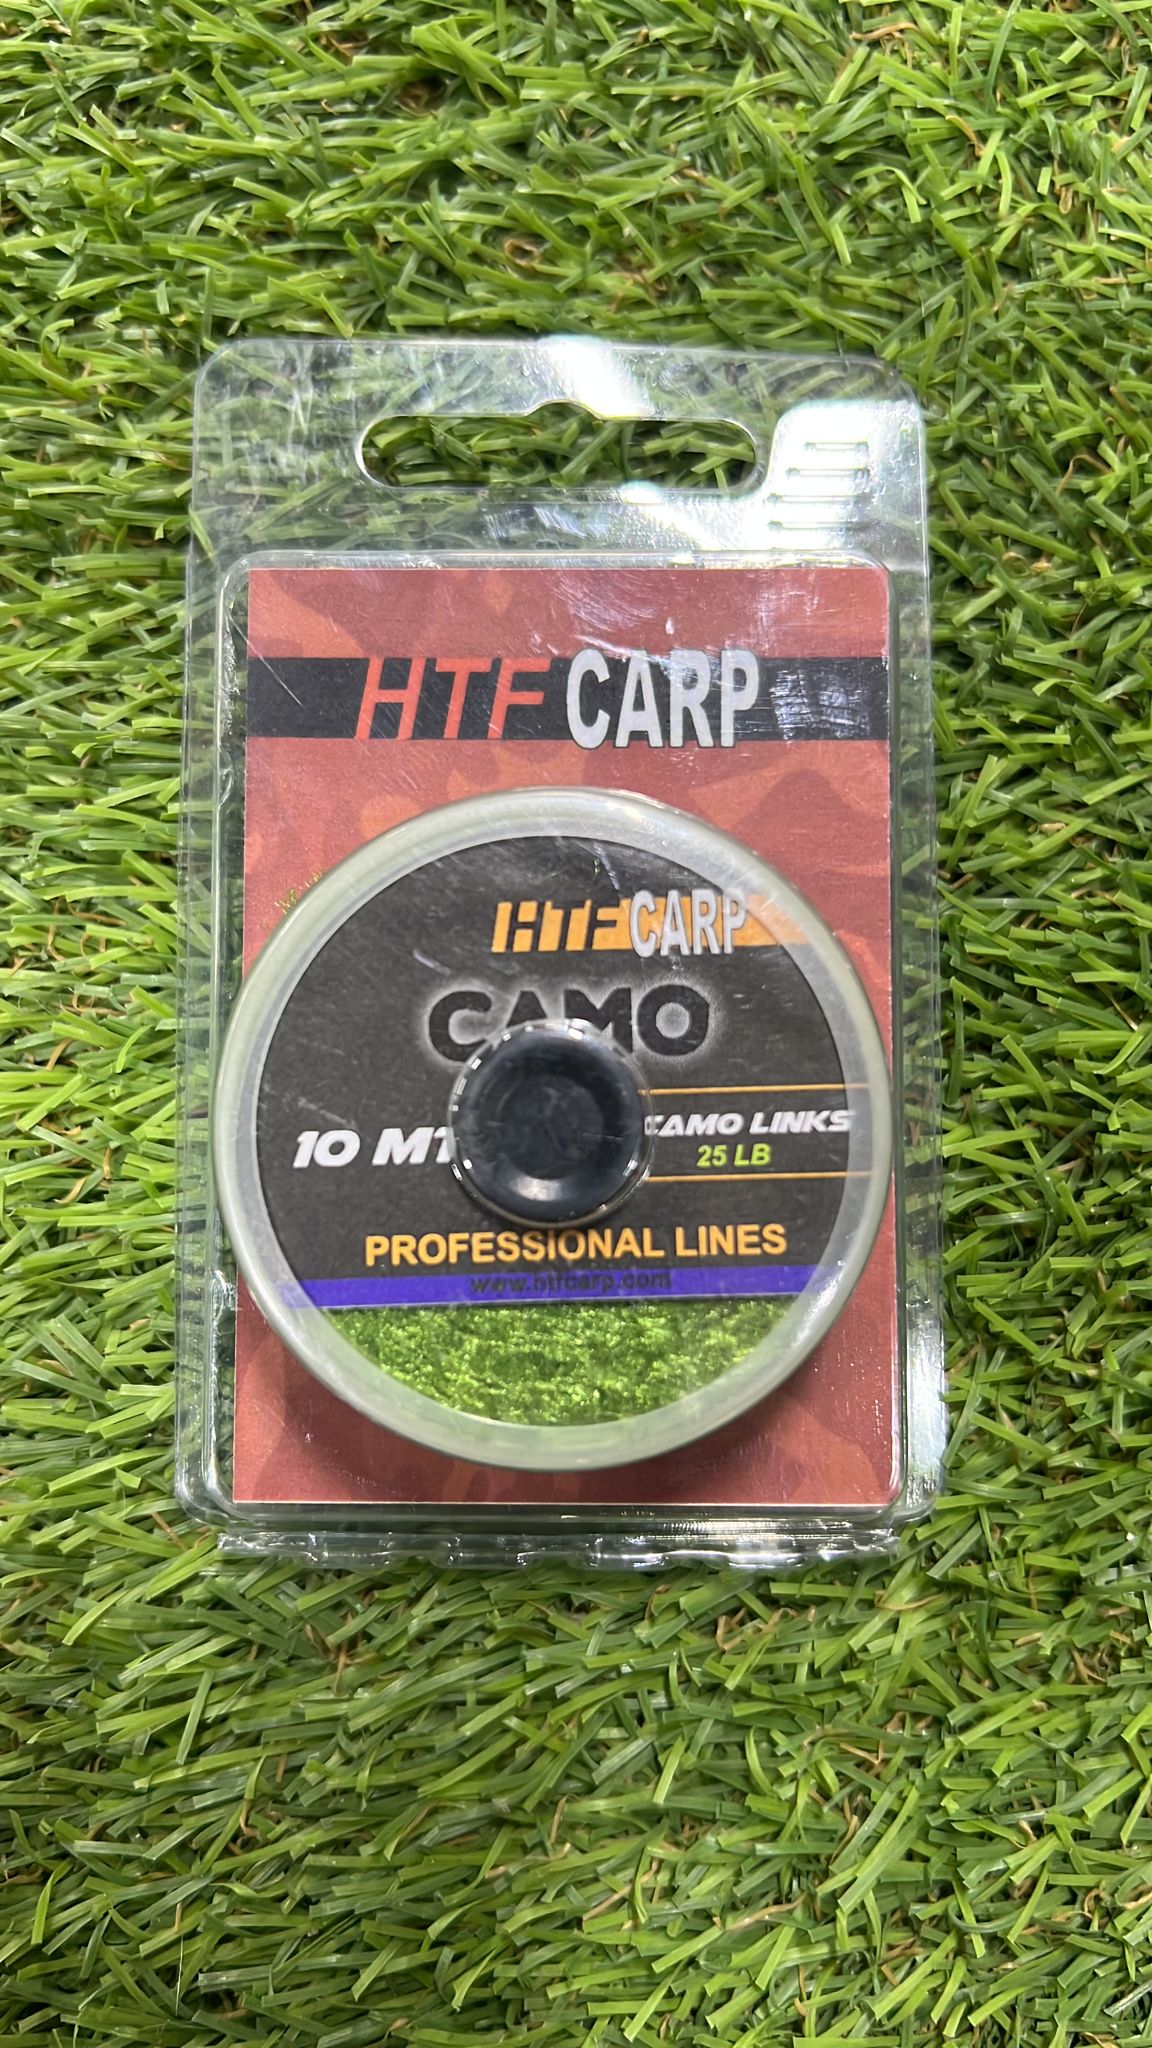 HTF CARP
HTF CARP
CAMO
10 MT
CAMO LINKS
25 LB
PROFESSIONAL LINES
www.htfcarp.com